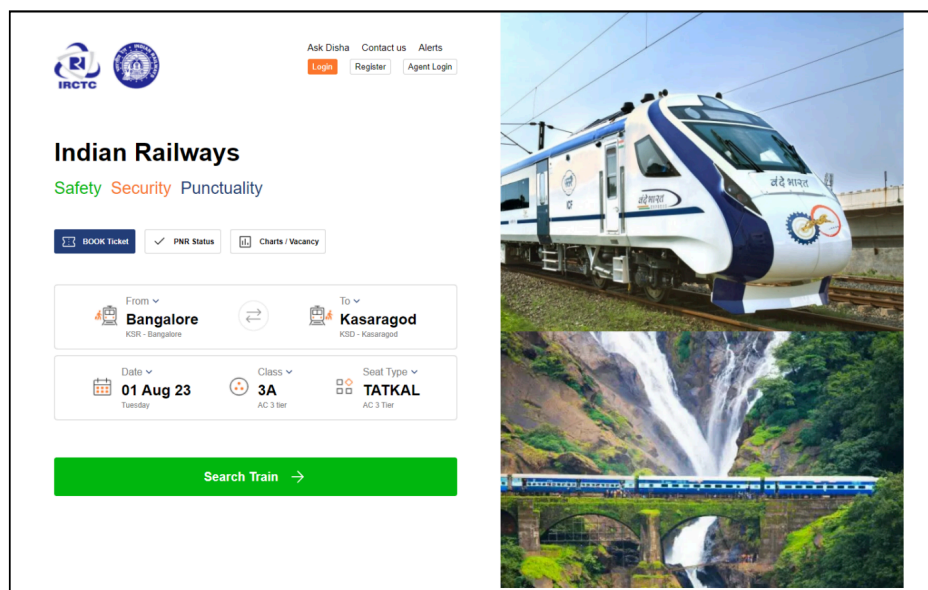 IRCTC
Ask Disha Contact us Alerts
Login Register Agent Login
Indian Railways
Safety Security Punctuality
BOOK Ticket PNR Status Charts / Vacancy
From To
Bangalore Kasaragod
KSR - Bangalore KSD - Kasaragod
Date Class Seat Type
01 Aug 23 3A TATKAL
Tuesday AC 3 tier AC 3 Tier
Search Train
वंदे भारत
वंदे भारत
ICF